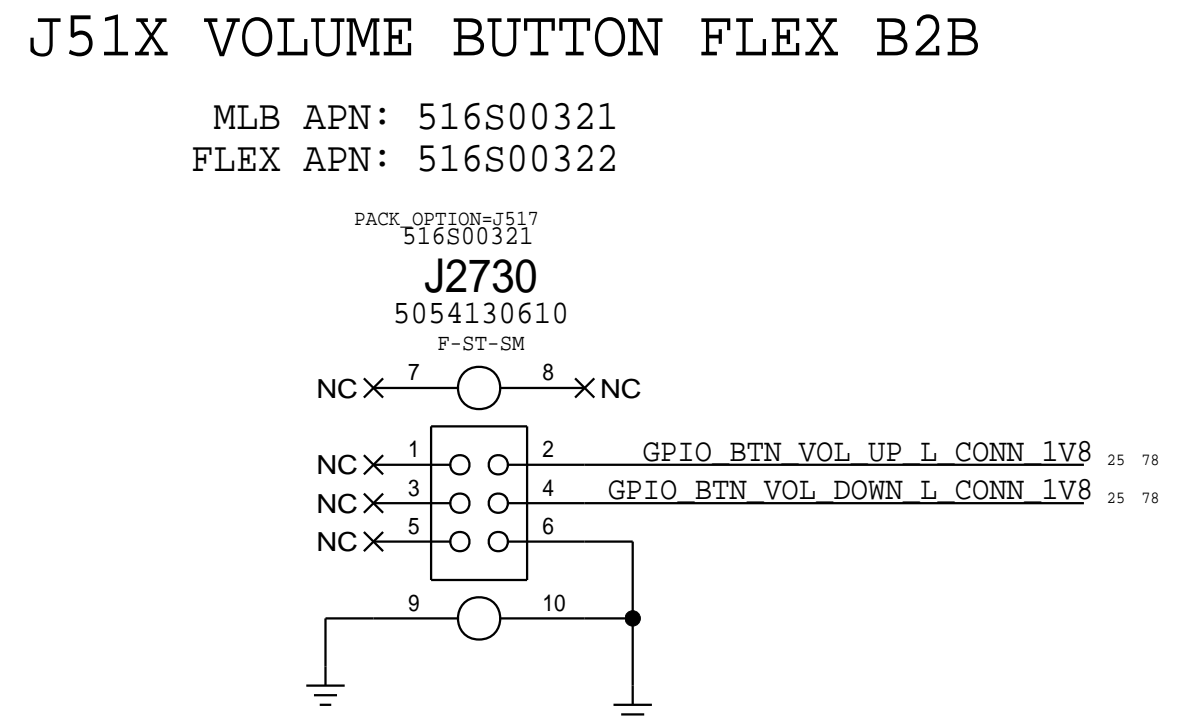 J51X VOLUME BUTTON FLEX B2B
MLB APN: 516S00321
FLEX APN: 516S00322
PACK_OPTION=J517
516S00321
J2730
5054130610
F-ST-SM
NC 7 8 NC
NC 1 2 GPIO_BTN_VOL_UP_L_CONN_1V8 25 78
NC 3 4 GPIO_BTN_VOL_DOWN_L_CONN_1V8 25 78
NC 5 6
9 10